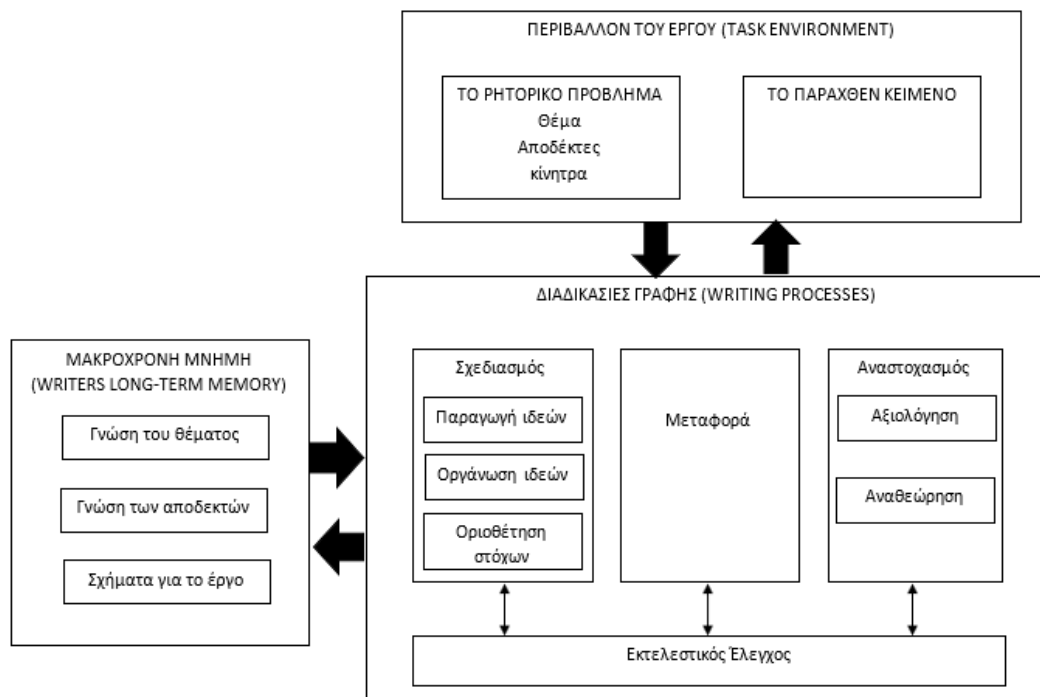 ΠΕΡΙΒΑΛΛΟΝ ΤΟΥ ΕΡΓΟΥ (TASK ENVIRONMENT)
ΤΟ ΡΗΤΟΡΙΚΟ ΠΡΟΒΛΗΜΑ
Θέμα
Αποδέκτες
κίνητρα
ΤΟ ΠΑΡΑΧΘΕΝ ΚΕΙΜΕΝΟ
ΔΙΑΔΙΚΑΣΙΕΣ ΓΡΑΦΗΣ (WRITING PROCESSES)
ΜΑΚΡΟΧΡΟΝΗ ΜΝΗΜΗ
(WRITERS LONG-TERM MEMORY)
Γνώση του θέματος
Γνώση των αποδεκτών
Σχήματα για το έργο
Σχεδιασμός
Παραγωγή ιδεών
Οργάνωση ιδεών
Οριοθέτηση
στόχων
Μεταφορά
Αναστοχασμός
Αξιολόγηση
Αναθεώρηση
Εκτελεστικός Έλεγχος